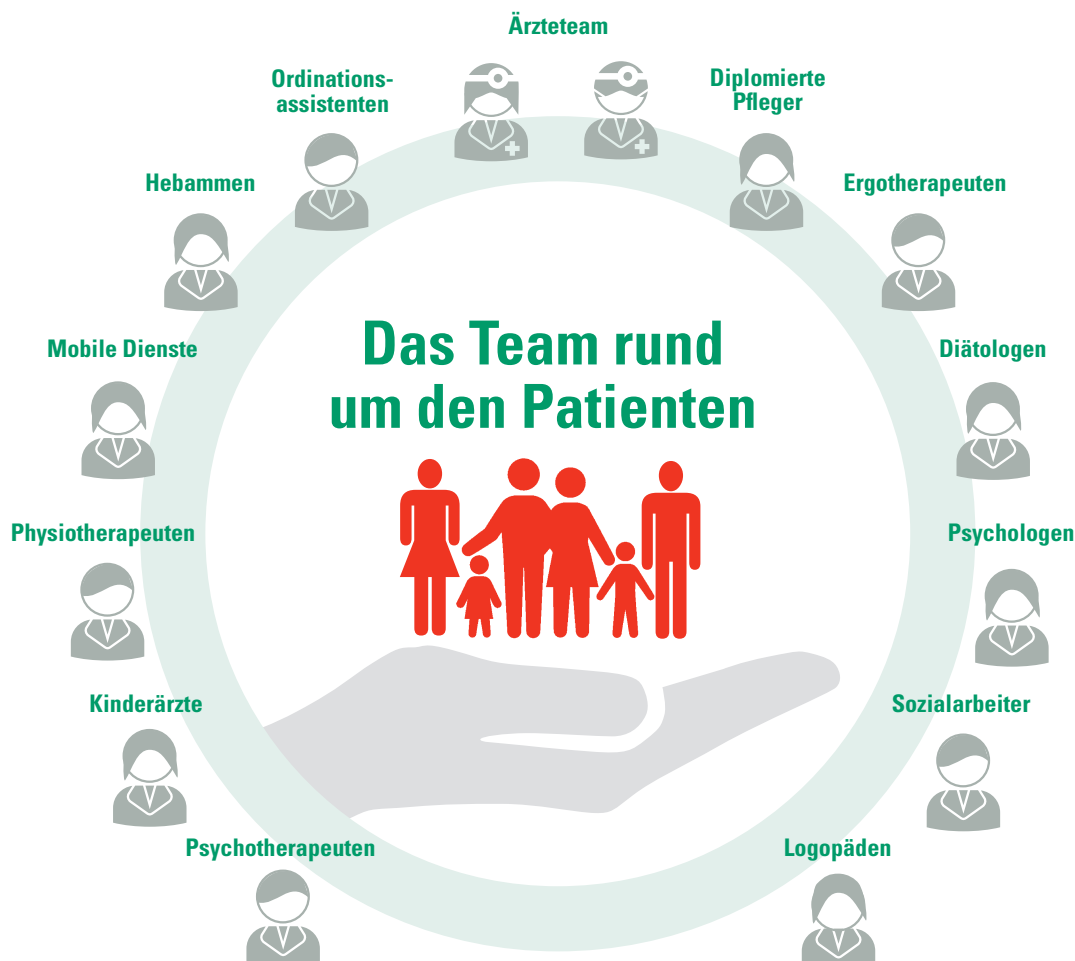 Ärzteteam
Ordinations-
assistenten
Diplomierte
Pfleger
Hebammen
Ergotherapeuten
Das Team rund
um den Patienten
Mobile Dienste
Diätologen
Physiotherapeuten
Psychologen
Kinderärzte
Sozialarbeiter
Psychotherapeuten
Logopäden